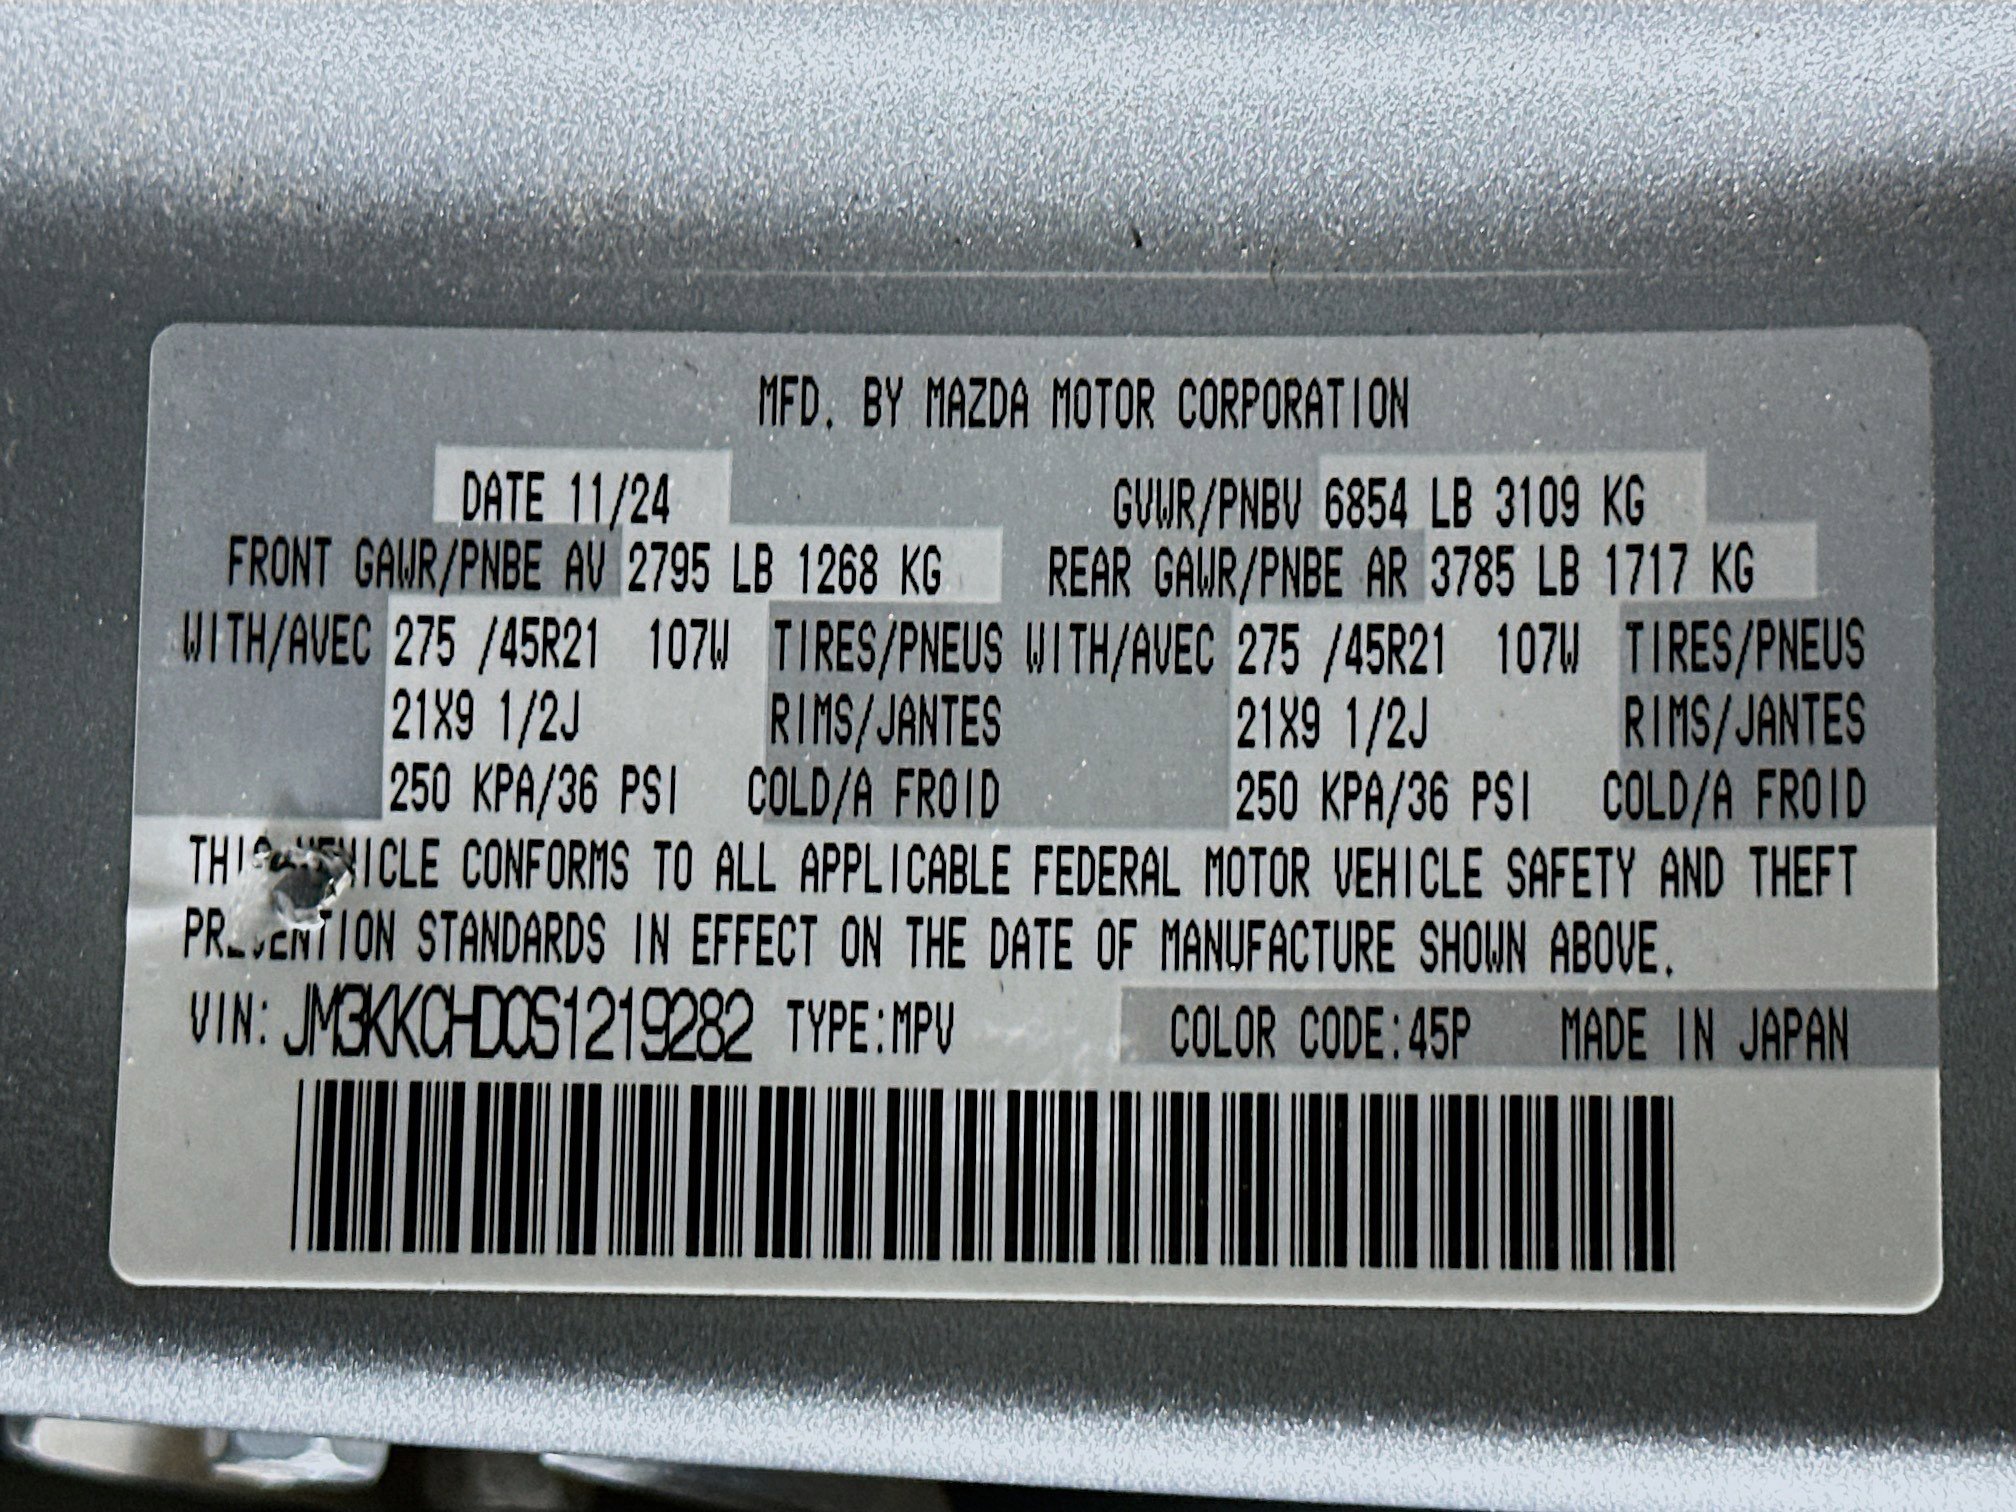 MFD. BY MAZDA MOTOR CORPORATION
DATE 11/24 GVWR/PNBV 6854 LB 3109 KG
FRONT GAWR/PNBE AV 2795 LB 1268 KG REAR GAWR/PNBE AR 3785 LB 1717 KG
WITH/AVEC 275 /45R21 107W TIRES/PNEUS WITH/AVEC 275 /45R21 107W TIRES/PNEUS
21X9 1/2J RIMS/JANTES 21X9 1/2J RIMS/JANTES
250 KPA/36 PSI COLD/A FROID 250 KPA/36 PSI COLD/A FROID
THIS VEHICLE CONFORMS TO ALL APPLICABLE FEDERAL MOTOR VEHICLE SAFETY AND THEFT
PREVENTION STANDARDS IN EFFECT ON THE DATE OF MANUFACTURE SHOWN ABOVE.
VIN: JM3KKCHD0S1219282 TYPE:MPV COLOR CODE:45P MADE IN JAPAN